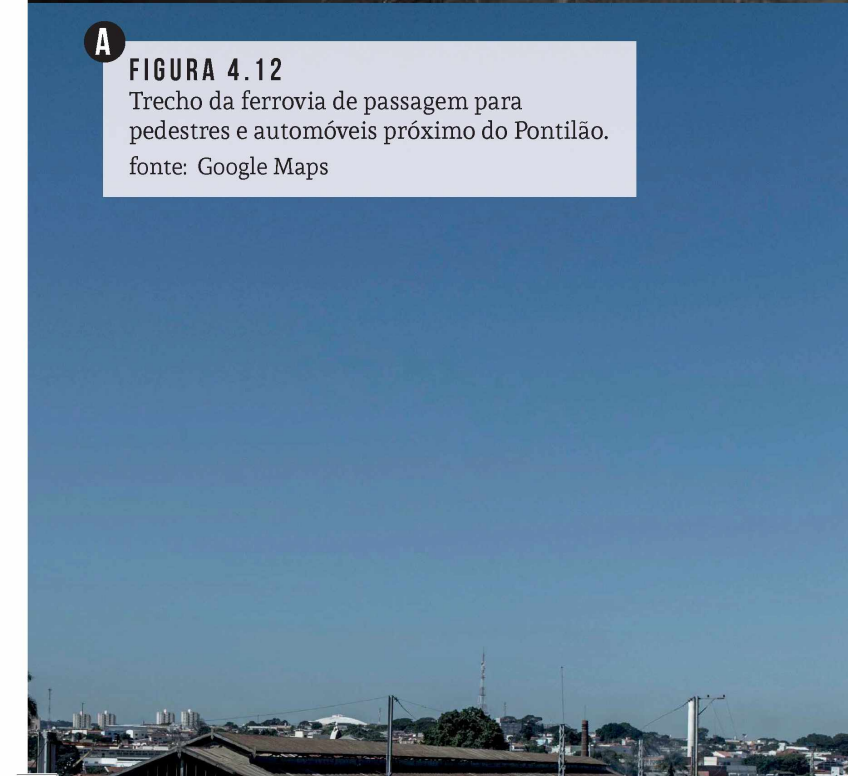 A
FIGURA 4.12
Trecho da ferrovia de passagem para
pedestres e automóveis próximo do Pontilão.
fonte: Google Maps